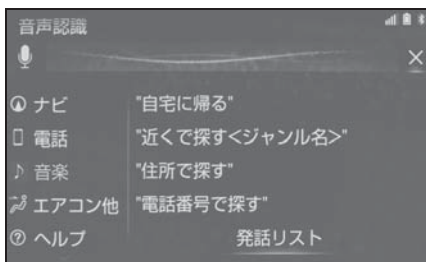 音声認識
ナビ
"自宅に帰る"
電話
"近くで探す<ジャンル名>"
音楽
"住所で探す"
エアコン他
"電話番号で探す"
ヘルプ
発話リスト